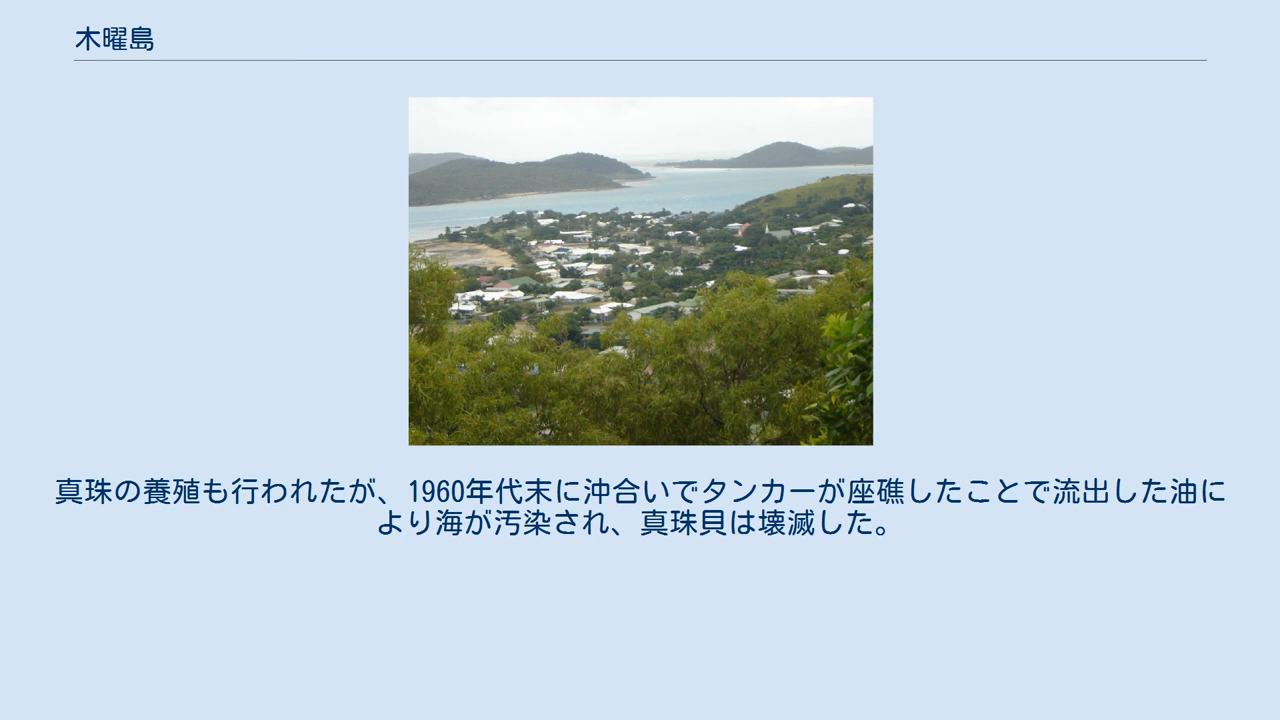 木曜島
真珠の養殖も行われたが、1960年代末に沖合いでタンカーが座礁したことで流出した油に
より海が汚染され、真珠貝は壊滅した。